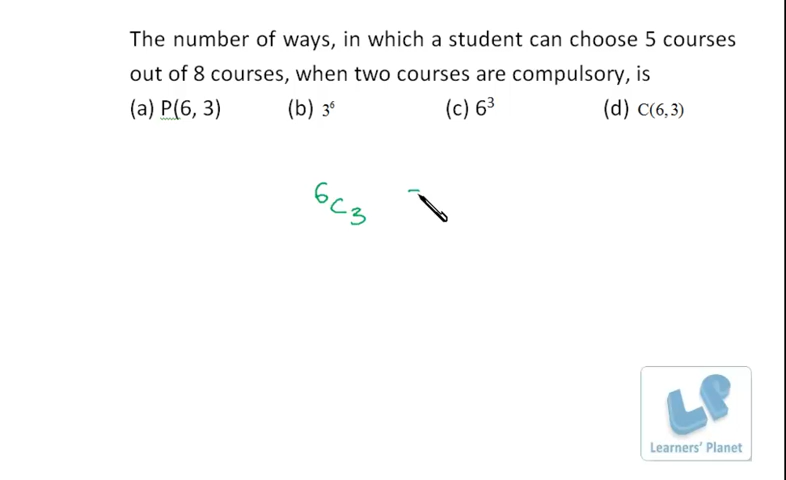 The number of ways, in which a student can choose 5 courses
out of 8 courses, when two courses are compulsory, is
(a) P(6, 3) (b) 3⁶ (c) 6³ (d) C(6,3)
⁶C₃
LP
Learners' Planet